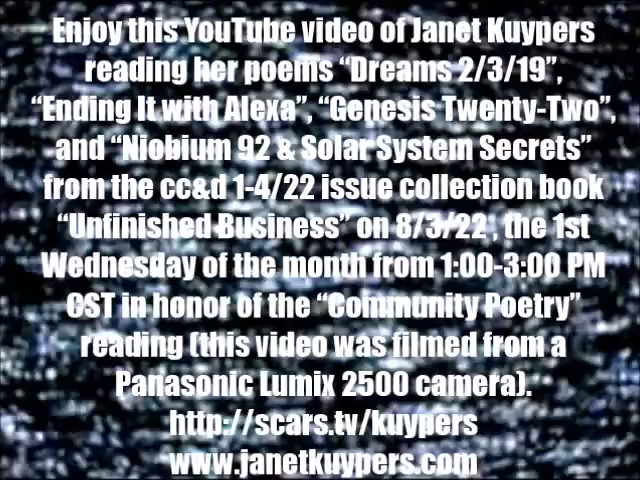 Enjoy this YouTube video of Janet Kuypers
reading her poems “Dreams 2/3/19”,
“Ending It with Alexa”, “Genesis Twenty-Two”,
and “Niobium 92 & Solar System Secrets”
from the cc&d 1-4/22 issue collection book
“Unfinished Business” on 8/3/22 , the 1st
Wednesday of the month from 1:00-3:00 PM
CST in honor of the “Community Poetry”
reading (this video was filmed from a
Panasonic Lumix 2500 camera).
http://scars.tv/kuypers
www.janetkuypers.com